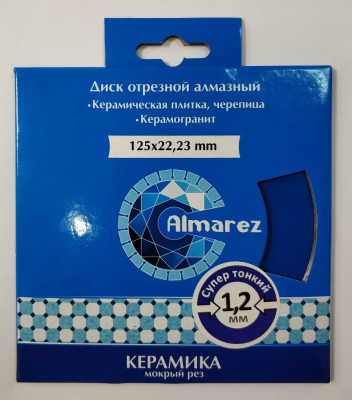 Диск отрезной алмазный
•Керамическая плитка, черепица
•Керамогранит
125x22,23 mm
Almarez
Супер тонкий
1,2
мм
КЕРАМИКА
мокрый рез